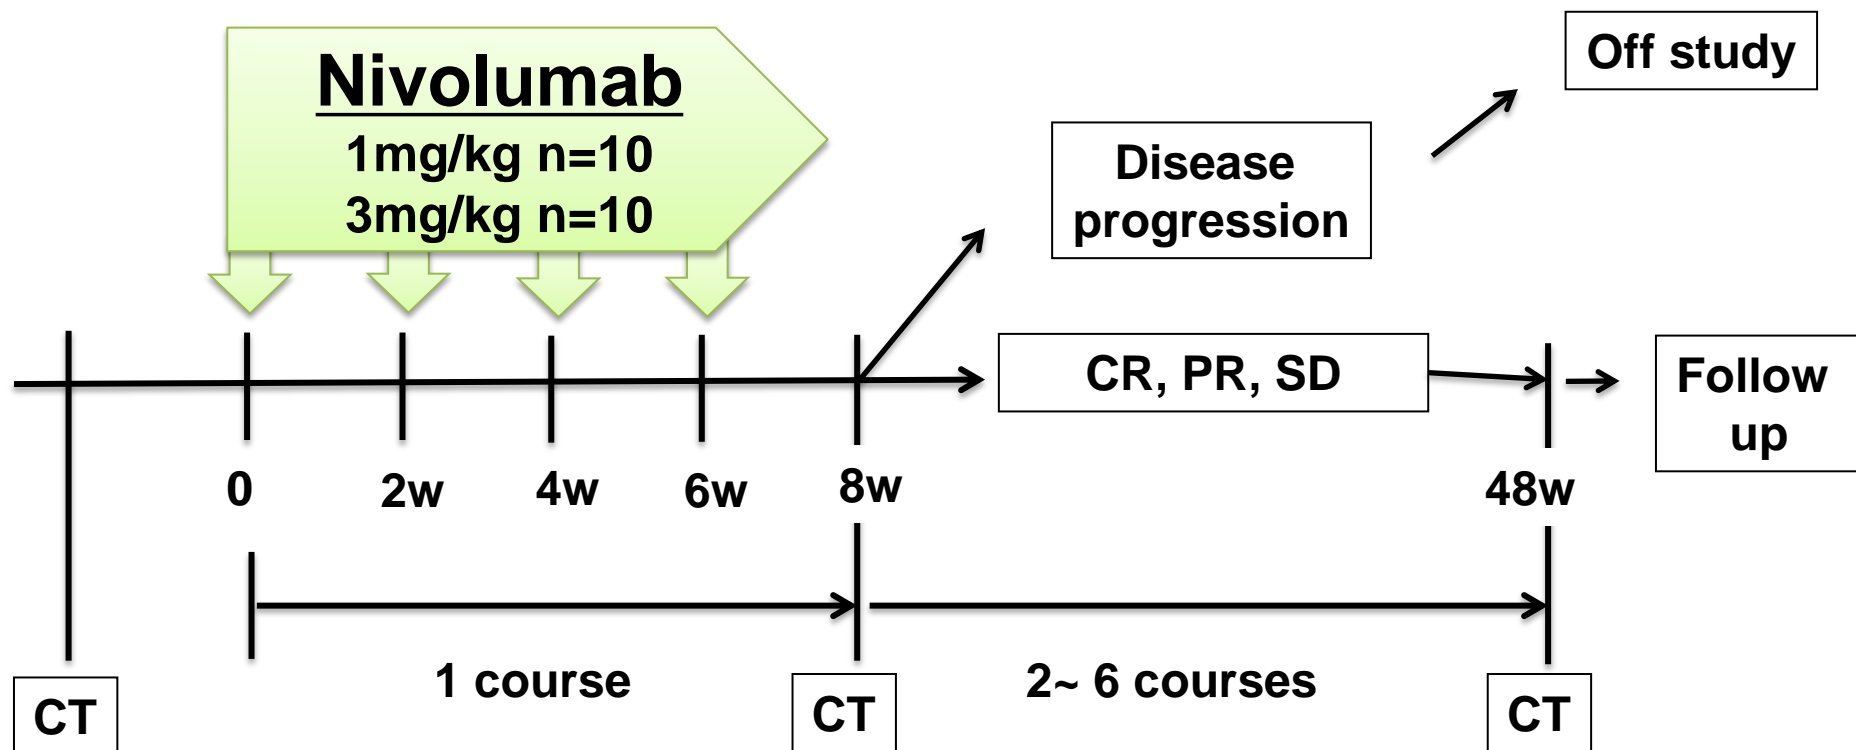 Off study
Nivolumab
1mg/kg n=10
3mg/kg n=10
Disease
progression
CR, PR, SD
Follow
up
0
2w
4w
6w
8w
48w
1 course
2~ 6 courses
CT
CT
CT